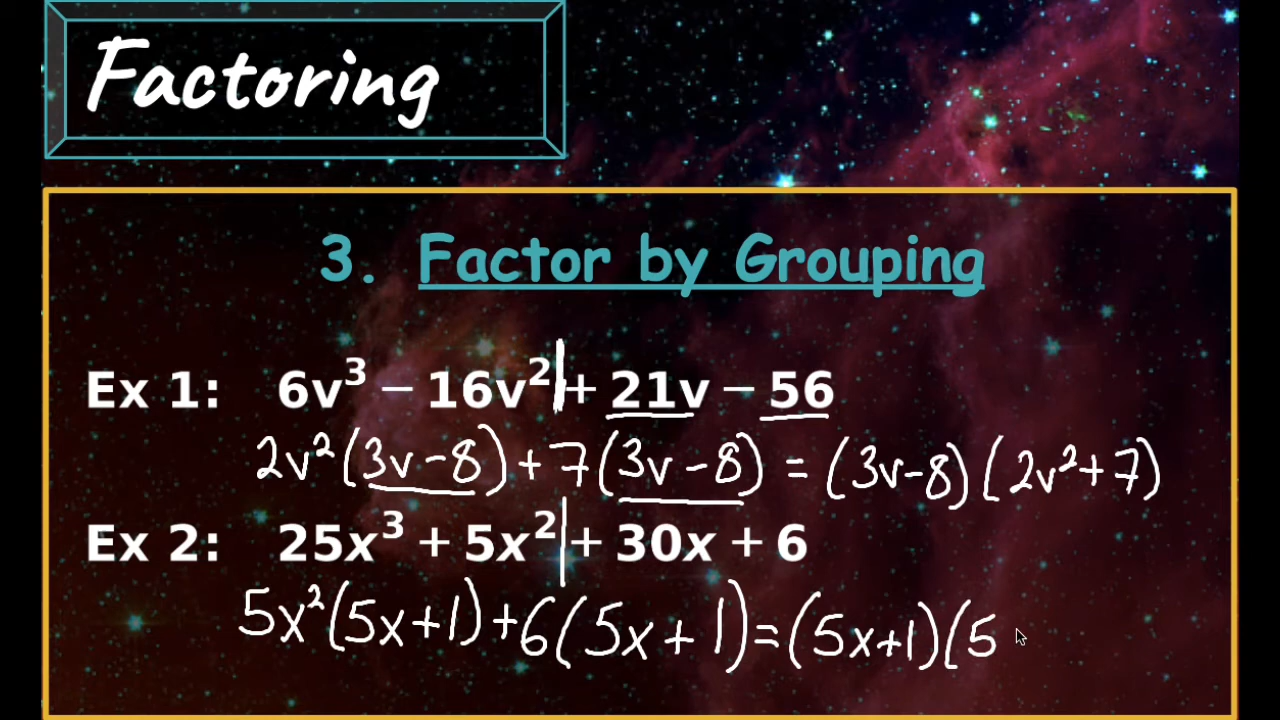 Factoring
3. Factor by Grouping
Ex 1: 6v³ − 16v² + 21v − 56
2v²(3v−8)+7(3v−8) = (3v−8)(2v²+7)
Ex 2: 25x³ + 5x² + 30x + 6
5x²(5x+1)+6(5x+1)=(5x+1)(5